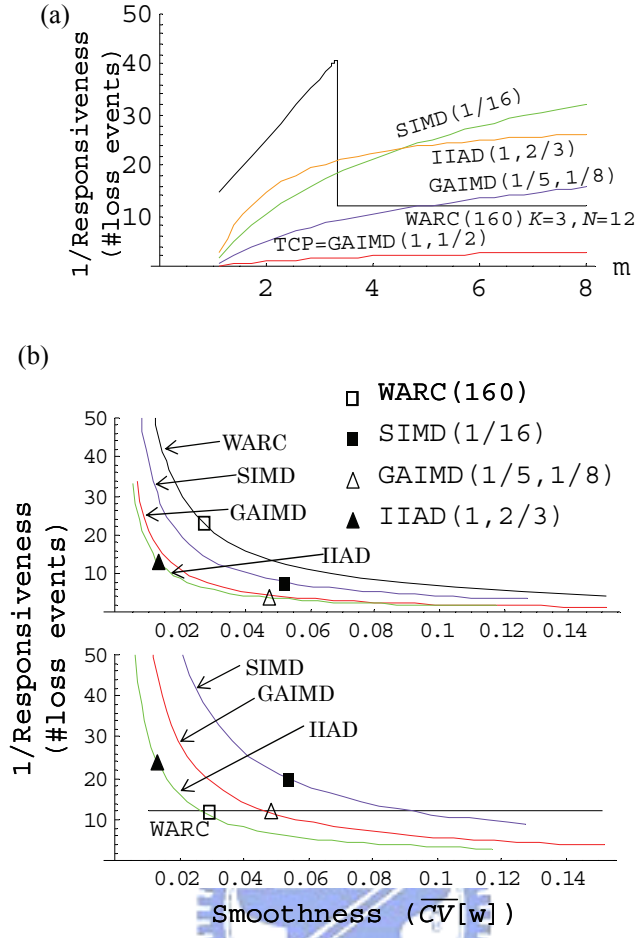 (a)
50
40
30
20
10
1/Responsiveness
(#loss events)
SIMD(1/16)
IIAD(1,2/3)
GAIMD(1/5,1/8)
WARC(160) K=3,N=12
TCP=GAIMD(1,1/2)
2
4
6
8
m
(b)
WARC(160)
SIMD(1/16)
GAIMD(1/5,1/8)
IIAD(1,2/3)
50
40
30
20
10
WARC
SIMD
GAIMD
IIAD
0.02
0.04
0.06
0.08
0.1
0.12
0.14
1/Responsiveness
(#loss events)
50
40
30
20
10
SIMD
GAIMD
IIAD
WARC
0.02
0.04
0.06
0.08
0.1
0.12
0.14
Smoothness (C̅V̅[w])